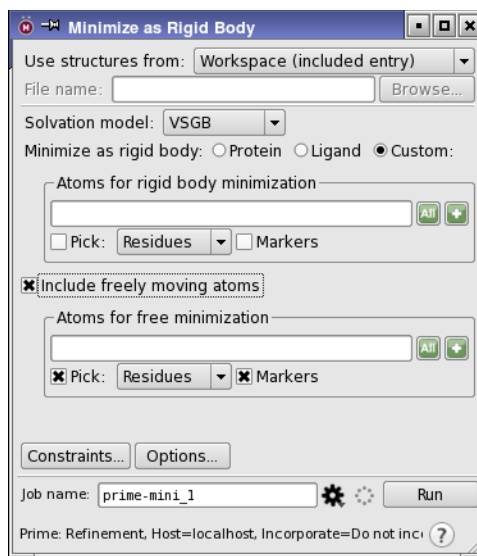 Minimize as Rigid Body
Use structures from: Workspace (included entry)
File name: Browse...
Solvation model: VSGB
Minimize as rigid body: Protein Ligand Custom:
Atoms for rigid body minimization
All +
Pick: Residues Markers
Include freely moving atoms
Atoms for free minimization
All +
Pick: Residues Markers
Constraints... Options...
Job name: prime-mini_1 Run
Prime: Refinement, Host=localhost, Incorporate=Do not inc ?